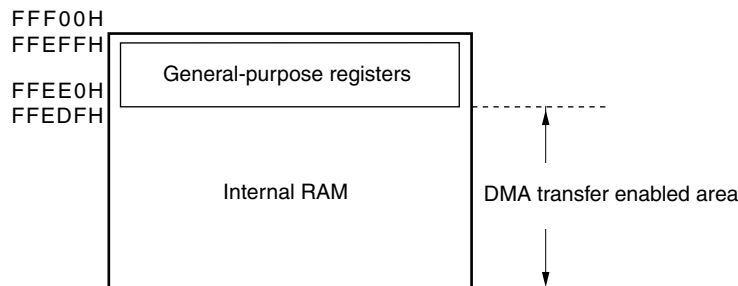 FFF00H
FFEFFH
General-purpose registers
FFEE0H
FFEDFH
Internal RAM
DMA transfer enabled area